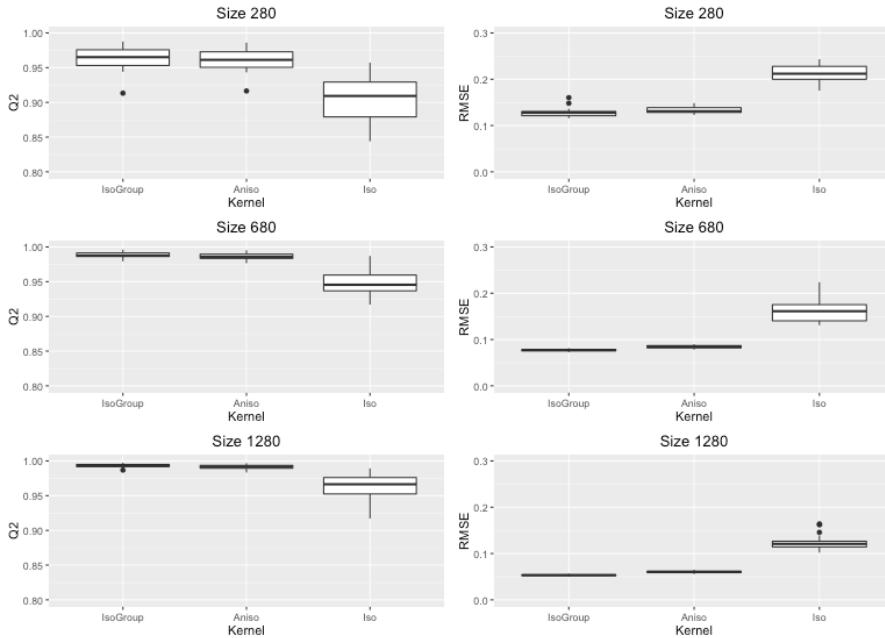 Size 280
1.00
0.95
0.90
0.85
0.80
Q2
IsoGroup Aniso Iso
Kernel
Size 280
0.3
0.2
0.1
0.0
RMSE
IsoGroup Aniso Iso
Kernel
Size 680
1.00
0.95
0.90
0.85
0.80
Q2
IsoGroup Aniso Iso
Kernel
Size 680
0.3
0.2
0.1
0.0
RMSE
IsoGroup Aniso Iso
Kernel
Size 1280
1.00
0.95
0.90
0.85
0.80
Q2
IsoGroup Aniso Iso
Kernel
Size 1280
0.3
0.2
0.1
0.0
RMSE
IsoGroup Aniso Iso
Kernel